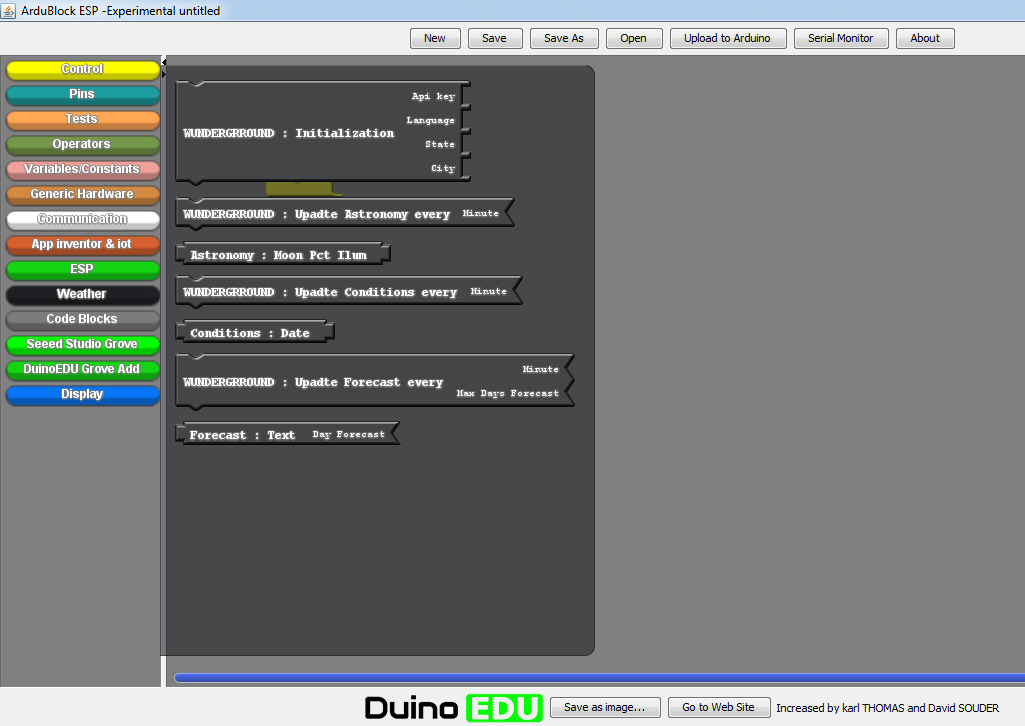 ArduBlock ESP -Experimental untitled
New Save Save As Open Upload to Arduino Serial Monitor About
Control
Pins
Tests
Operators
Variables/Constants
Generic Hardware
Communication
App inventor & iot
ESP
Weather
Code Blocks
Seeed Studio Grove
DuinoEDU Grove Add
Display
Api key
Language
WUNDERGRROUND : Initialization
State
City
WUNDERGRROUND : Upadte Astronomy every Minute
Astronomy : Moon Pct Ilum
WUNDERGRROUND : Upadte Conditions every Minute
Conditions : Date
Minute
WUNDERGRROUND : Upadte Forecast every
Max Days Forecast
Forecast : Text Day Forecast
Duino EDU Save as image... Go to Web Site Increased by karl THOMAS and David SOUDER